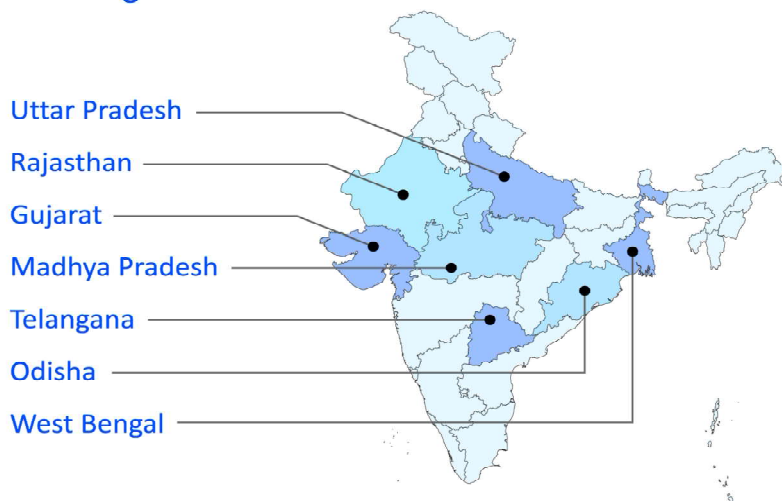 Uttar Pradesh
Rajasthan
Gujarat
Madhya Pradesh
Telangana
Odisha
West Bengal